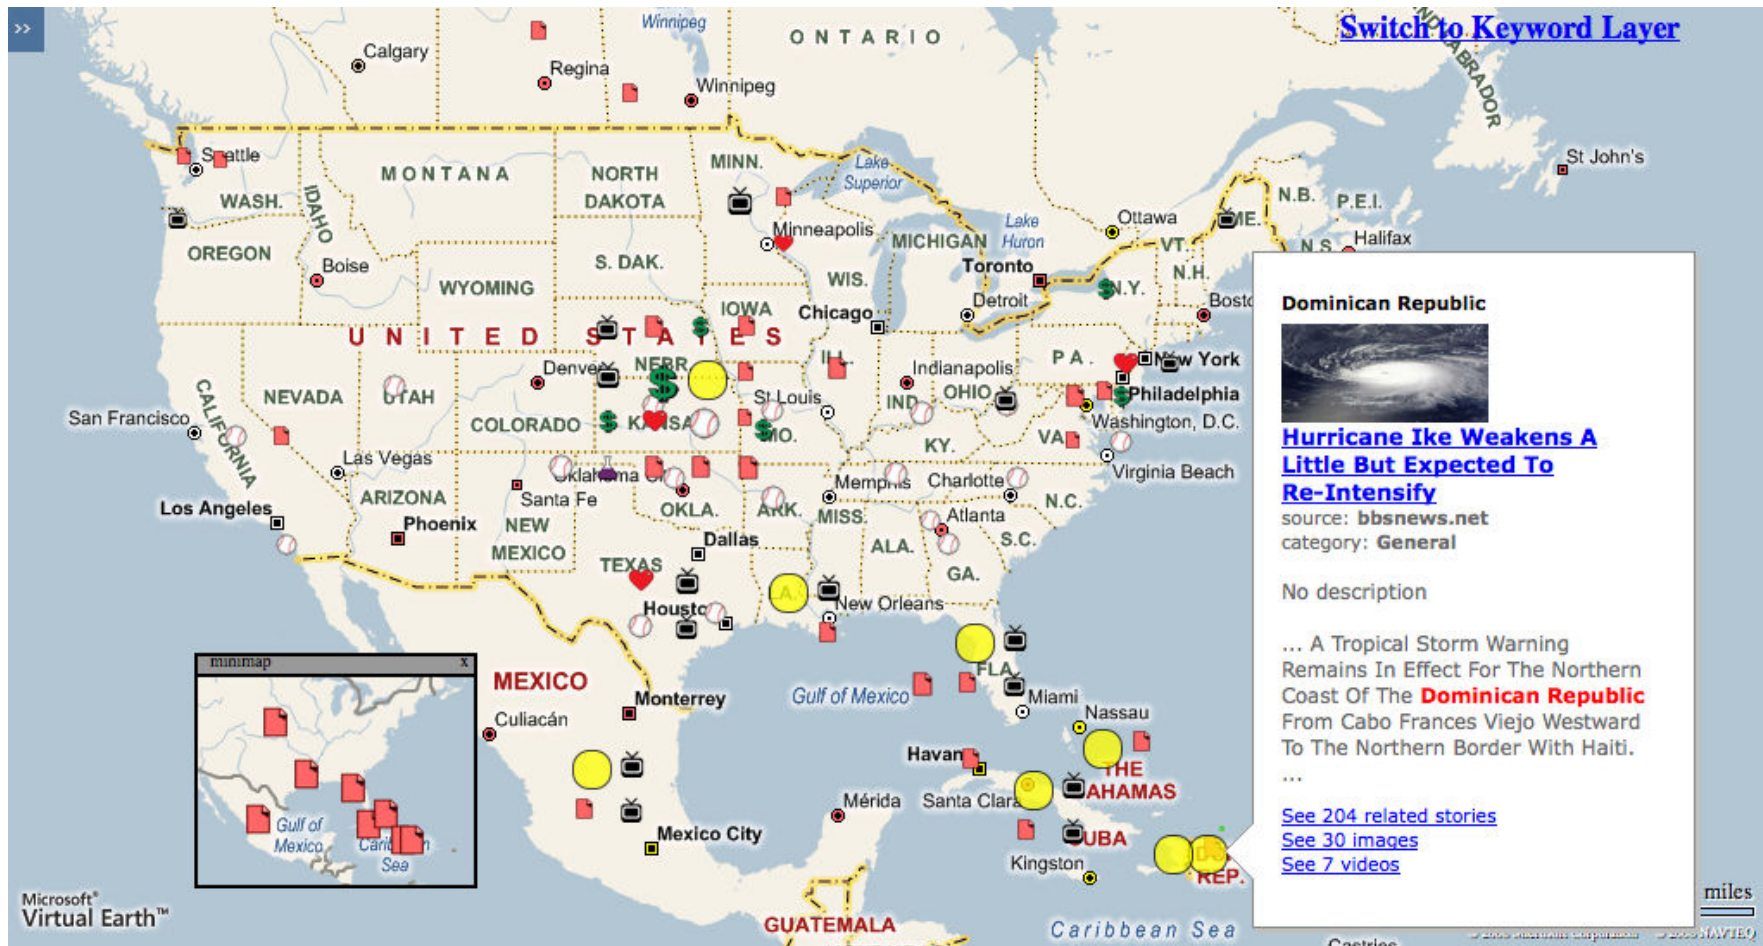 >>
Winnipeg
ONTARIO
Switch to Keyword Layer
LABRADOR
Calgary
Regina
Winnipeg
Seattle
MONTANA
NORTH
DAKOTA
MINN.
Lake
Superior
St John's
WASH.
IDAHO
N.B.
P.E.I.
Ottawa
ME.
OREGON
Minneapolis
MICHIGAN
Lake
Huron
VT.
N.S.
Halifax
Boise
S. DAK.
WIS.
Toronto
N.H.
WYOMING
IOWA
Chicago
Detroit
N.Y.
UNITED STATES
Denver
NEBR.
ILL.
Indianapolis
PA.
New York
CALIFORNIA
NEVADA
UTAH
St Louis
IND.
OHIO
Philadelphia
San Francisco
COLORADO
MO.
KY.
VA.
Washington, D.C.
Las Vegas
Oklahoma
Memphis
Charlotte
Virginia Beach
ARIZONA
Santa Fe
OKLA.
ARK.
MISS.
N.C.
Los Angeles
Phoenix
NEW
MEXICO
Dallas
Atlanta
ALA.
S.C.
TEXAS
GA.
New Orleans
FLA.
minimap x
MEXICO
Monterrey
Gulf of Mexico
Miami
Nassau
Culiacán
Havan
THE
Gulf of
Mexico
Sea
Mérida
Santa Clara
Mexico City
Kingston
REP.
Microsoft®
Virtual Earth™
GUATEMALA
Caribbean Sea
Dominican Republic
Hurricane Ike Weakens A
Little But Expected To
Re-Intensify
source: bbsnews.net
category: General
No description
... A Tropical Storm Warning
Remains In Effect For The Northern
Coast Of The Dominican Republic
From Cabo Frances Viejo Westward
To The Northern Border With Haiti.
...
See 204 related stories
See 30 images
See 7 videos
miles